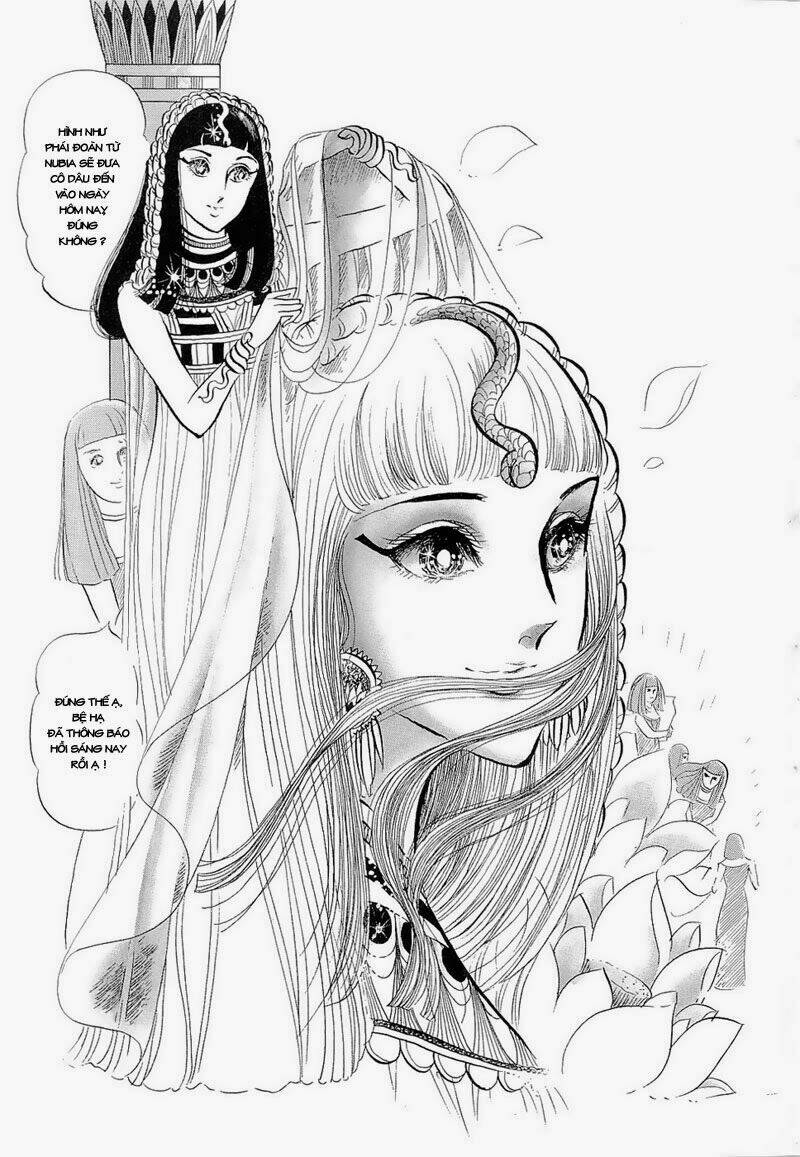 HÌNH NHƯ
PHÁI ĐOÀN TỪ
NUBIA SẼ ĐƯA
CÔ DÂU ĐẾN
VÀO NGÀY
HÔM NAY,
ĐÚNG
KHÔNG ?
ĐÚNG THẾ Ạ,
BỆ HẠ
ĐÃ THÔNG BÁO
HỒI SÁNG NAY
RỒI Ạ !